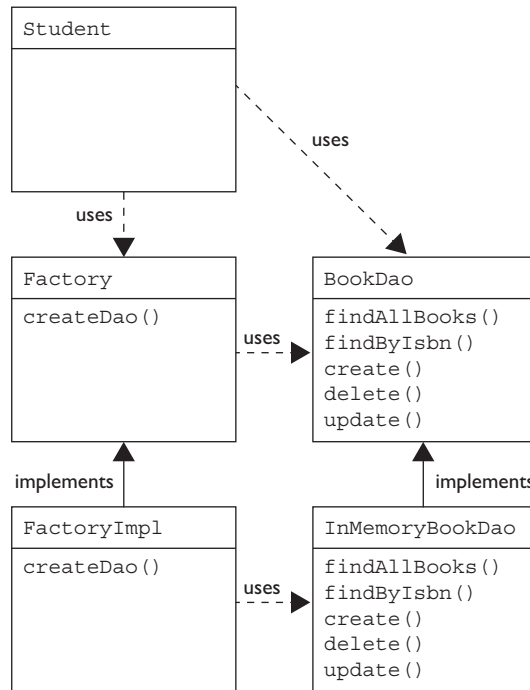 Student
uses
uses
Factory
createDao()
uses
BookDao
findAllBooks()
findByIsbn()
create()
delete()
update()
implements
implements
FactoryImpl
createDao()
uses
InMemoryBookDao
findAllBooks()
findByIsbn()
create()
delete()
update()